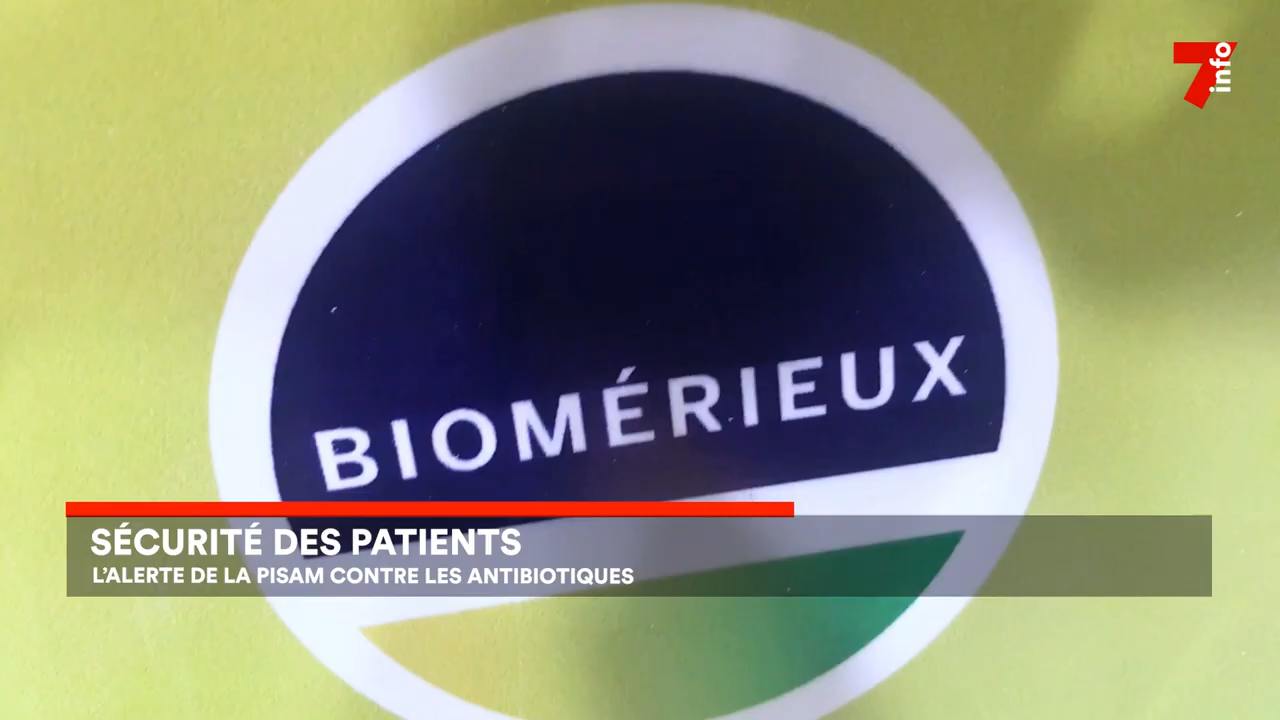 7info
BIOMÉRIEUX
SÉCURITÉ DES PATIENTS
L'ALERTE DE LA PISAM CONTRE LES ANTIBIOTIQUES